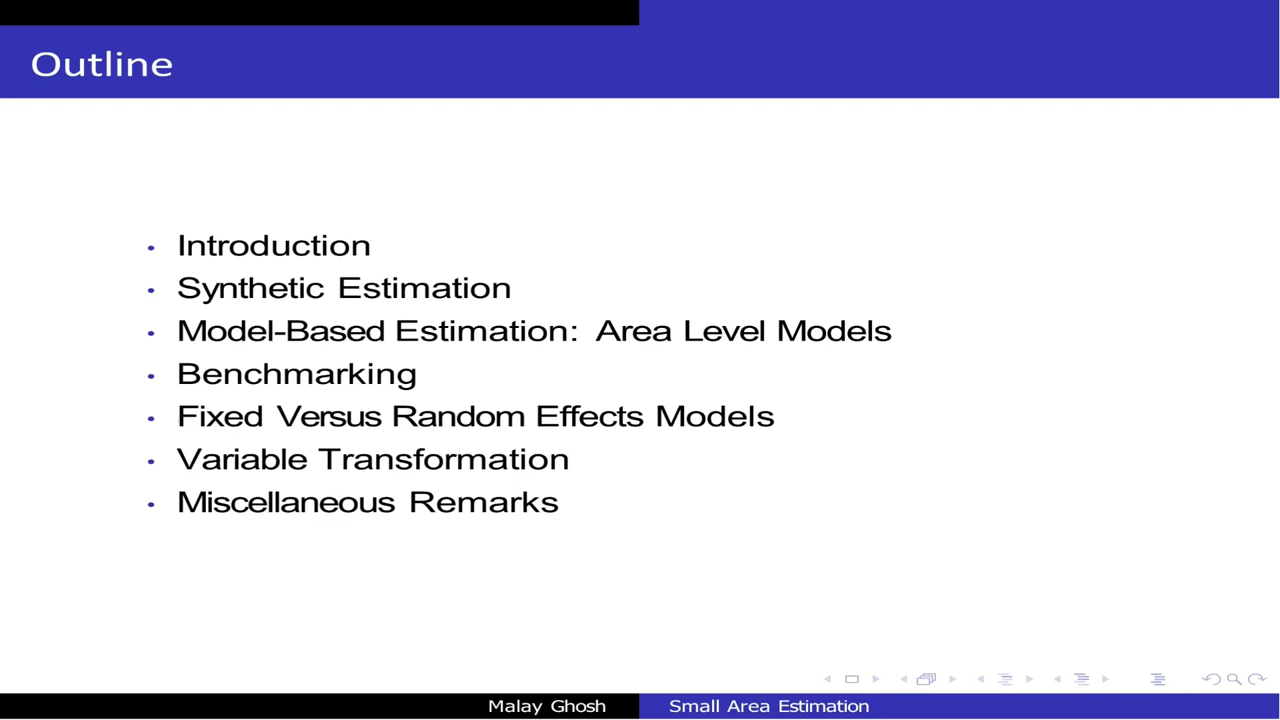 Outline
• Introduction
• Synthetic Estimation
• Model-Based Estimation: Area Level Models
• Benchmarking
• Fixed Versus Random Effects Models
• Variable Transformation
• Miscellaneous Remarks
Malay Ghosh Small Area Estimation